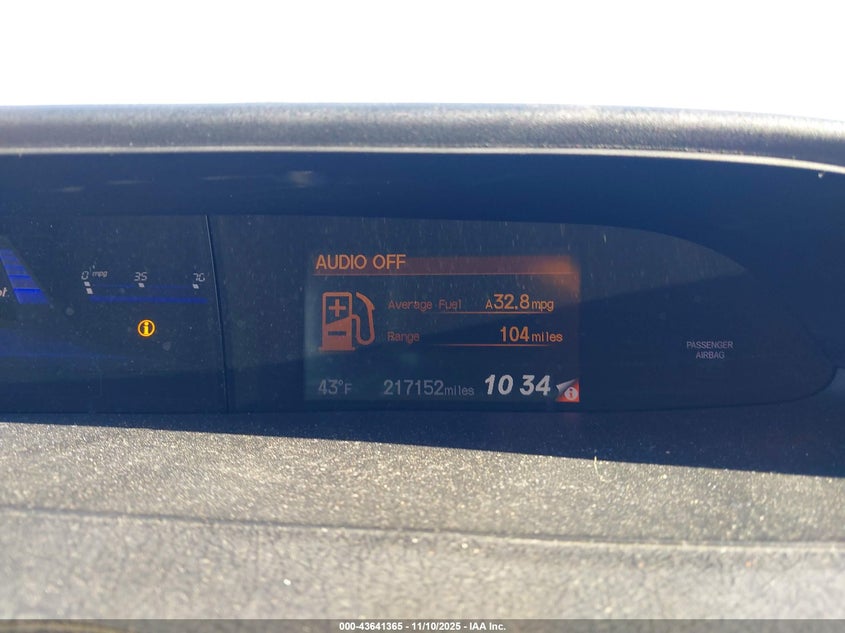 AUDIO OFF
0 mpg 35 70
Average Fuel A32.8mpg
Range 104miles
PASSENGER
AIRBAG
43°F 217152miles 10 34
000-43641365 • 11/10/2025 • IAA Inc.